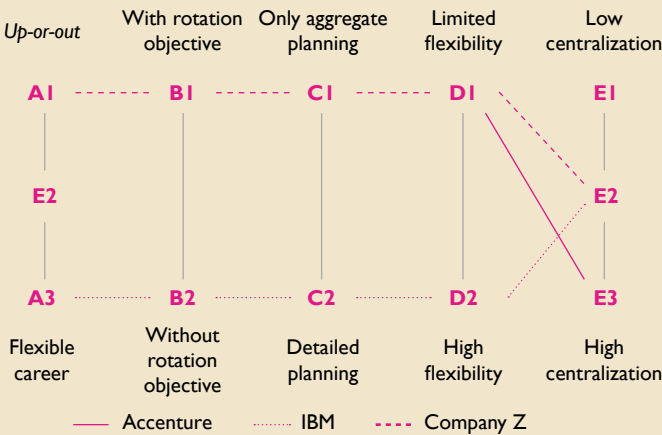 Up-or-out
With rotation
objective
Only aggregate
planning
Limited
flexibility
Low
centralization
A1
B1
C1
D1
E1
E2
E2
A3
B2
C2
D2
E3
Flexible
career
Without
rotation
objective
Detailed
planning
High
flexibility
High
centralization
Accenture
IBM
Company Z